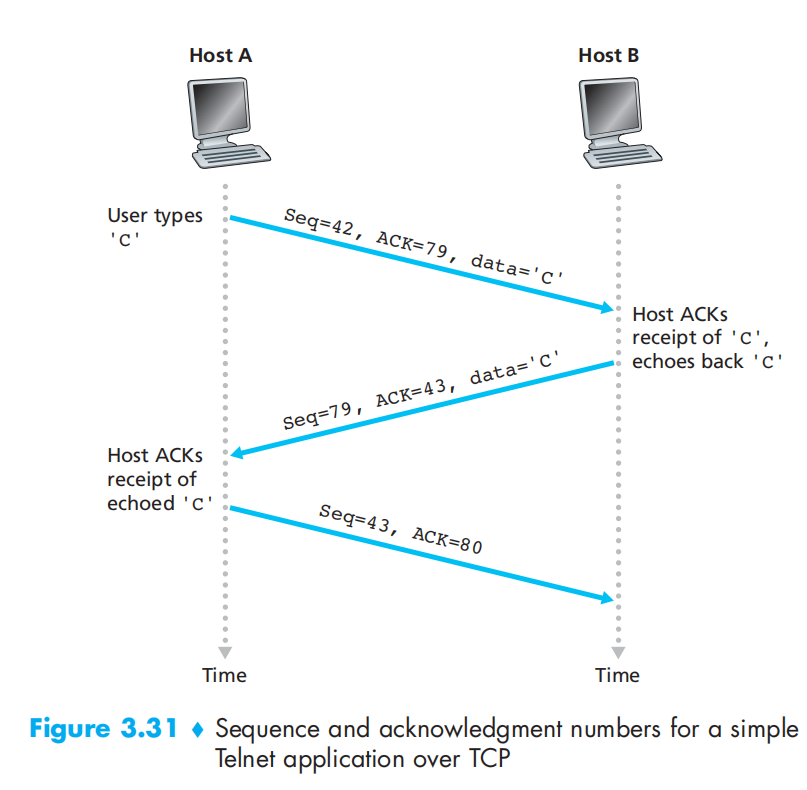 Host A
Host B
User types
'C'
Seq=42, ACK=79, data='C'
Host ACKs
receipt of 'C',
echoes back 'C'
Seq=79, ACK=43, data='C'
Host ACKs
receipt of
echoed 'C'
Seq=43, ACK=80
Time
Time
Figure 3.31 ♦ Sequence and acknowledgment numbers for a simple
Telnet application over TCP